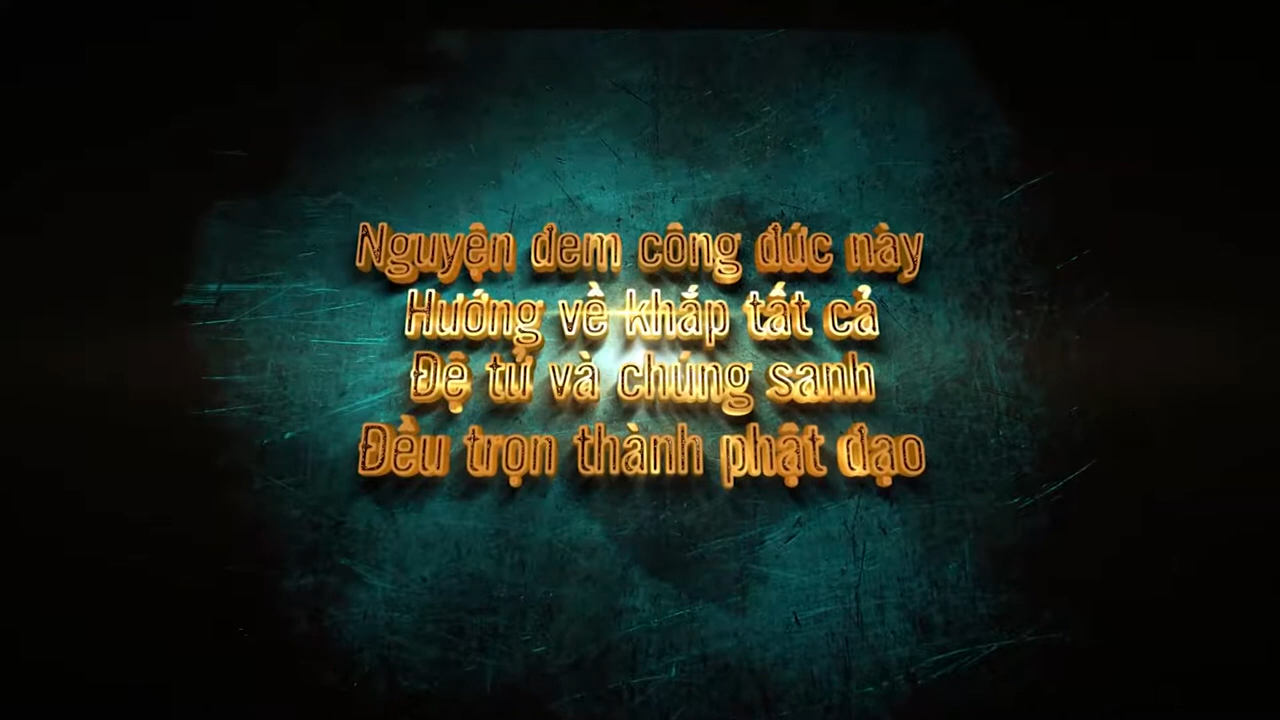 Nguyện đem công đức này
Hướng về khắp tất cả
Đệ tử và chúng sanh
Đều trọn thành phật đạo